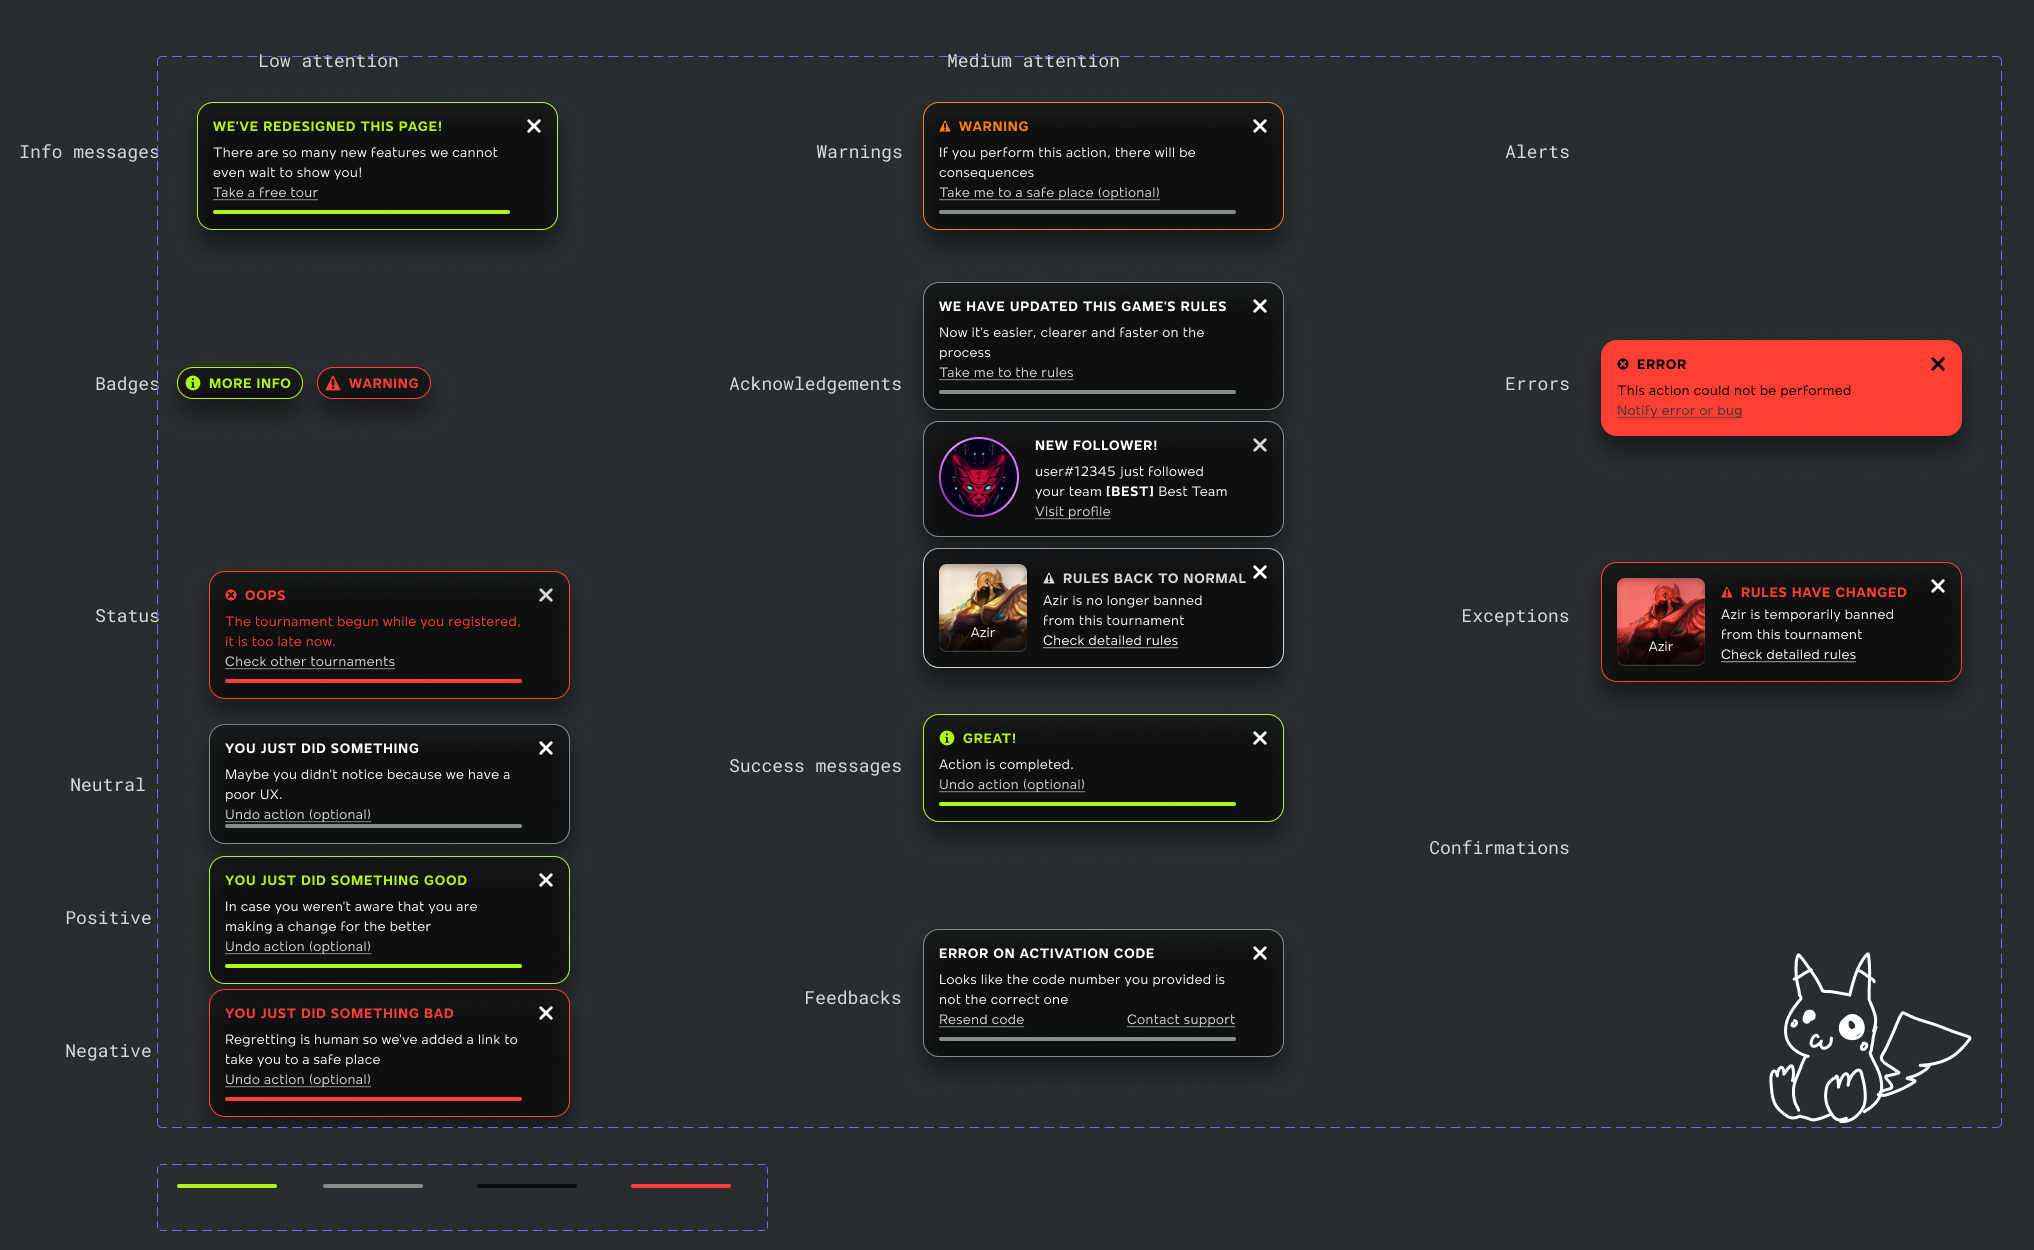 Low attention
Medium attention
Info messages
WE'VE REDESIGNED THIS PAGE!
There are so many new features we cannot
even wait to show you!
Take a free tour
Warnings
WARNING
If you perform this action, there will be
consequences
Take me to a safe place (optional)
Alerts
Badges
MORE INFO
WARNING
Acknowledgements
WE HAVE UPDATED THIS GAME'S RULES
Now it's easier, clearer and faster on the
process
Take me to the rules
NEW FOLLOWER!
user#12345 just followed
your team [BEST] Best Team
Visit profile
Azir
RULES BACK TO NORMAL
Azir is no longer banned
from this tournament
Check detailed rules
Errors
ERROR
This action could not be performed
Notify error or bug
Status
OOPS
The tournament begun while you registered,
it is too late now.
Check other tournaments
Exceptions
Azir
RULES HAVE CHANGED
Azir is temporarily banned
from this tournament
Check detailed rules
Neutral
YOU JUST DID SOMETHING
Maybe you didn't notice because we have a
poor UX.
Undo action (optional)
Success messages
GREAT!
Action is completed.
Undo action (optional)
Confirmations
Positive
YOU JUST DID SOMETHING GOOD
In case you weren't aware that you are
making a change for the better
Undo action (optional)
Negative
YOU JUST DID SOMETHING BAD
Regretting is human so we've added a link to
take you to a safe place
Undo action (optional)
Feedbacks
ERROR ON ACTIVATION CODE
Looks like the code number you provided is
not the correct one
Resend code
Contact support